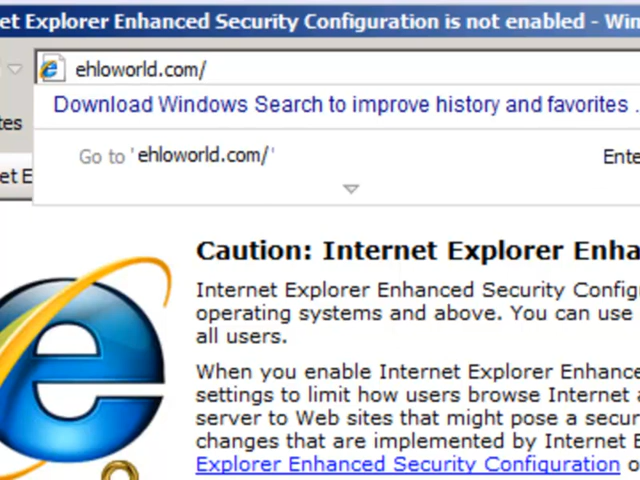 et Explorer Enhanced Security Configuration is not enabled - Win
ehloworld.com/
Download Windows Search to improve history and favorites ..
tes
Go to 'ehloworld.com/' Ente
et E
Caution: Internet Explorer Enha
Internet Explorer Enhanced Security Config
operating systems and above. You can use
all users.
When you enable Internet Explorer Enhance
settings to limit how users browse Internet a
server to Web sites that might pose a secur
changes that are implemented by Internet E
Explorer Enhanced Security Configuration o